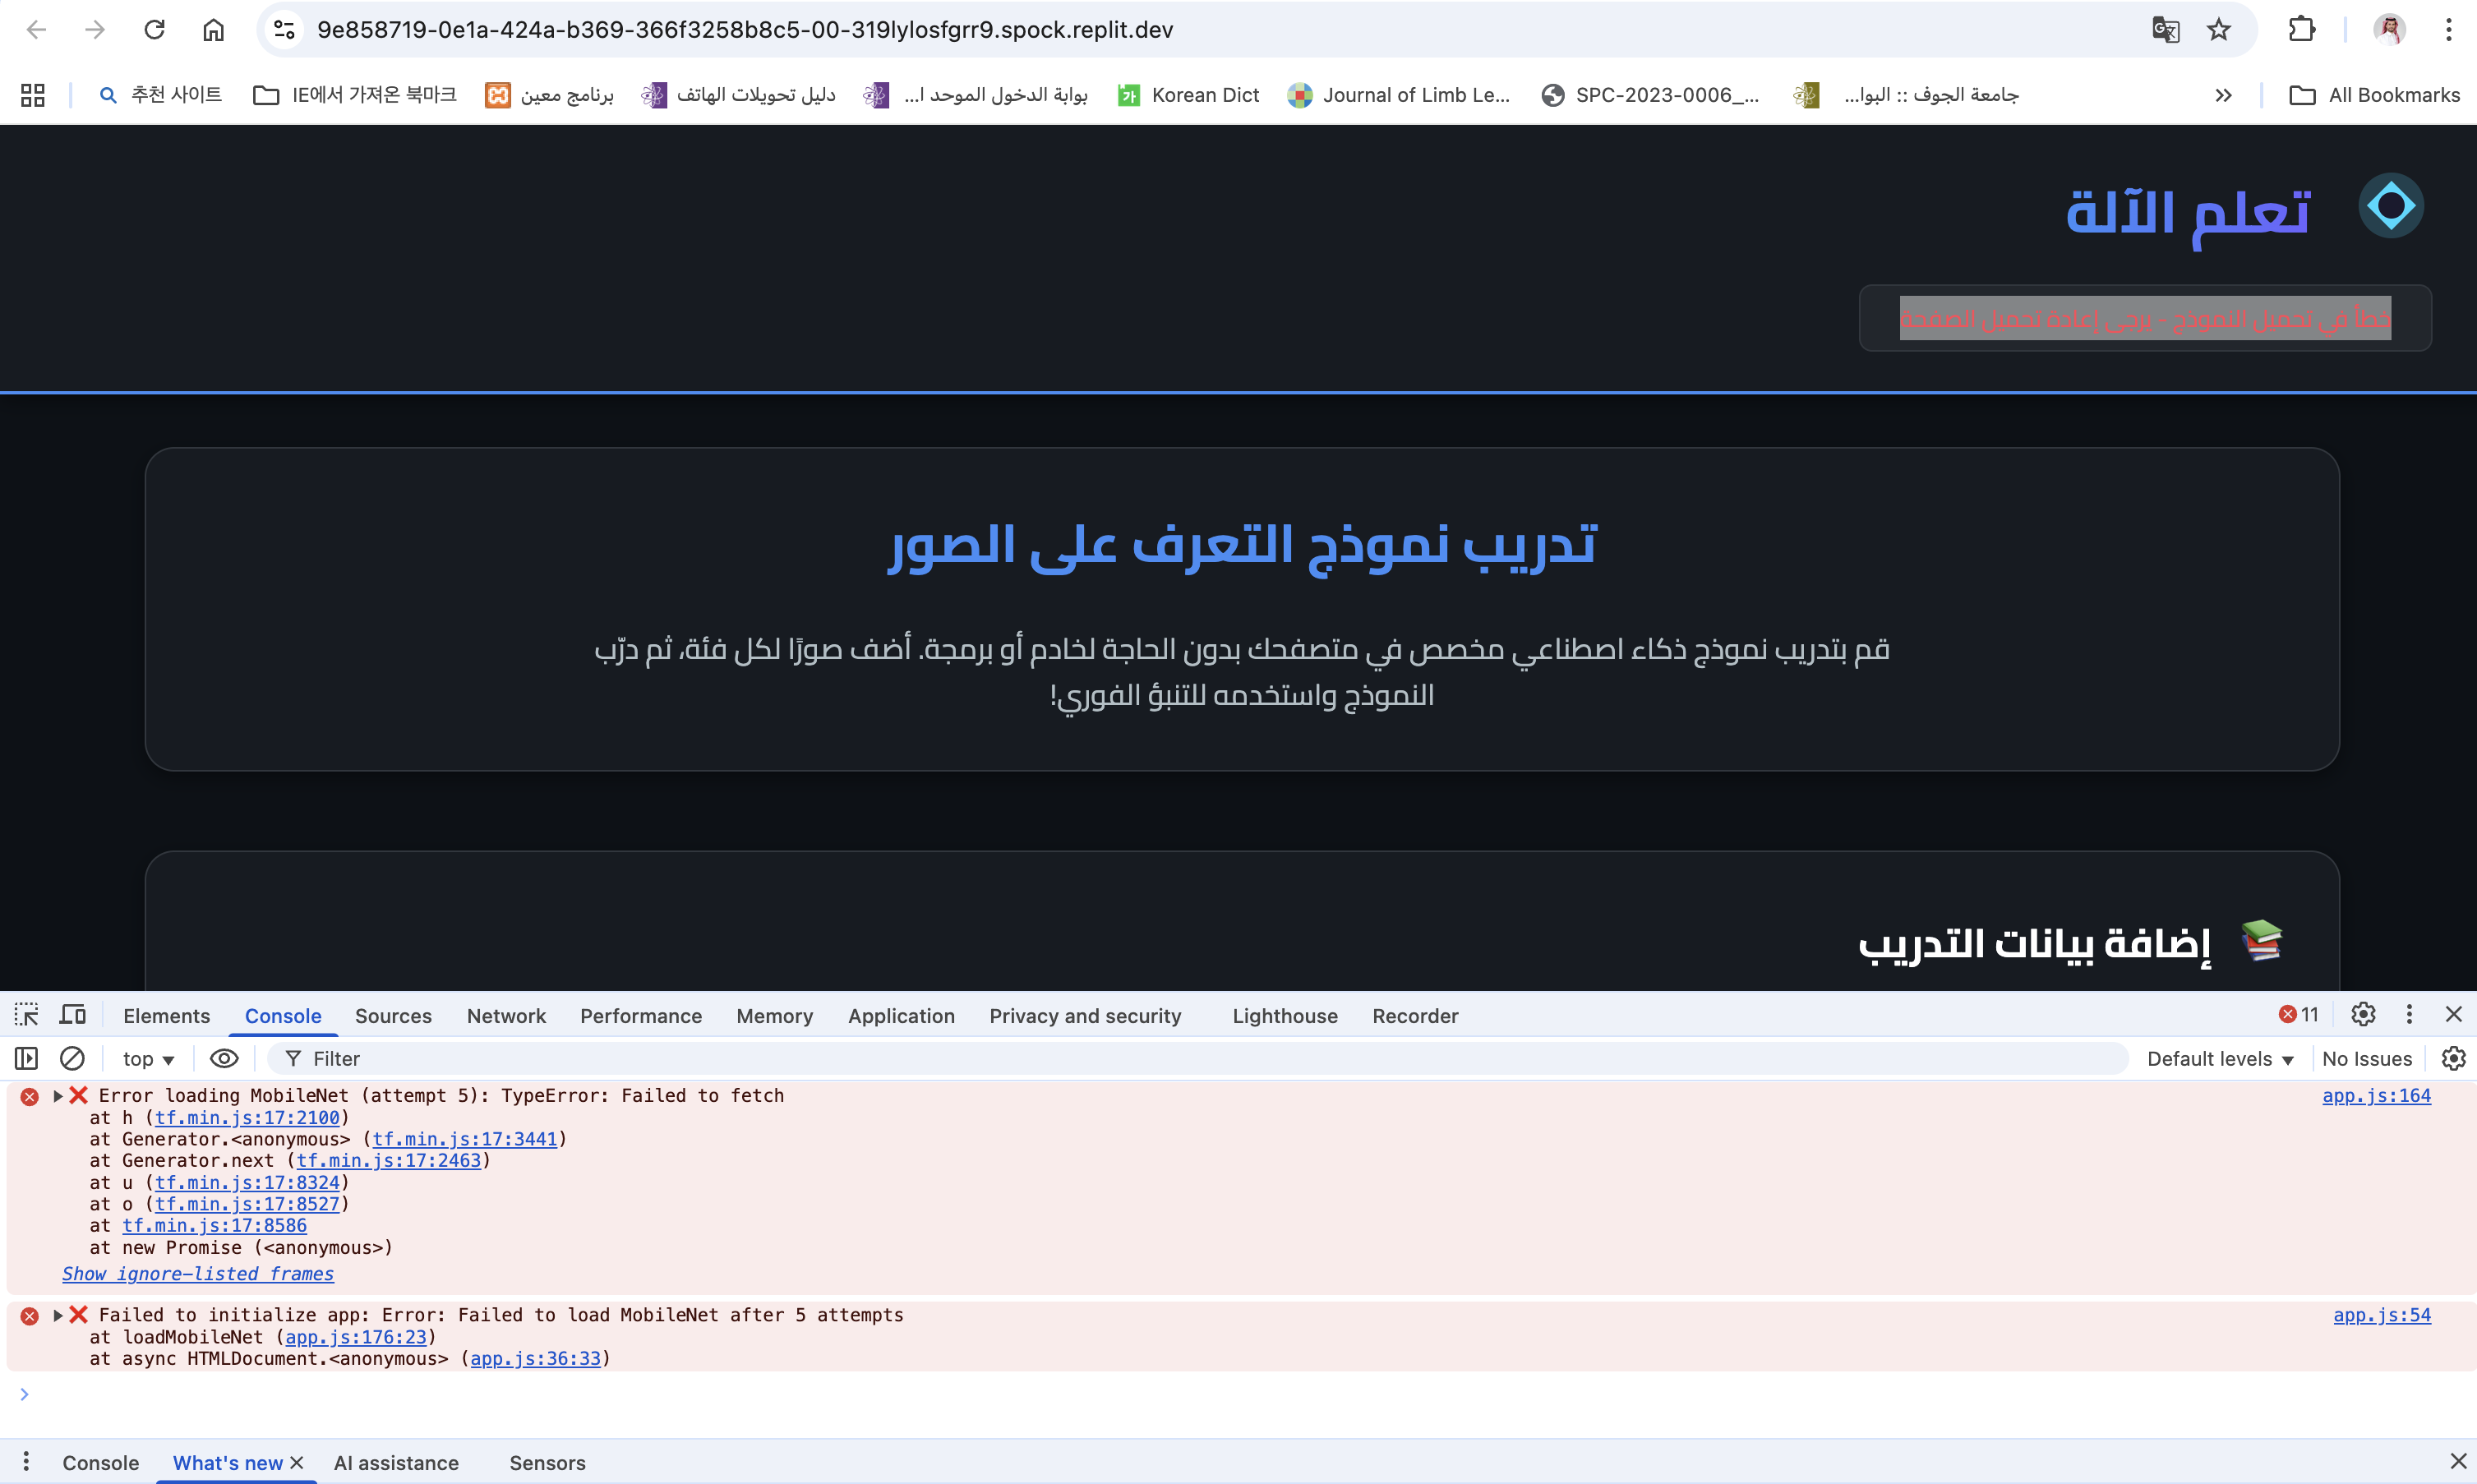 9e858719-0e1a-424a-b369-366f3258b8c5-00-319lylosfgrr9.spock.replit.dev
추천 사이트
IE에서 가져온 북마크
برنامج معين
دليل تحويلات الهاتف
بوابة الدخول الموحد ا...
Korean Dict
Journal of Limb Le...
SPC-2023-0006_...
جامعة الجوف :: البوا...
All Bookmarks
تعلم الآلة
خطأ في تحميل النموذج - يرجى إعادة تحميل الصفحة
تدريب نموذج التعرف على الصور
قم بتدريب نموذج ذكاء اصطناعي مخصص في متصفحك بدون الحاجة لخادم أو برمجة. أضف صورًا لكل فئة، ثم درّب
النموذج واستخدمه للتنبؤ الفوري!
إضافة بيانات التدريب
Elements Console Sources Network Performance Memory Application Privacy and security Lighthouse Recorder 11
top Filter Default levels No Issues
Error loading MobileNet (attempt 5): TypeError: Failed to fetch app.js:164
at h (tf.min.js:17:2100)
at Generator.<anonymous> (tf.min.js:17:3441)
at Generator.next (tf.min.js:17:2463)
at u (tf.min.js:17:8324)
at o (tf.min.js:17:8527)
at tf.min.js:17:8586
at new Promise (<anonymous>)
Show ignore-listed frames
Failed to initialize app: Error: Failed to load MobileNet after 5 attempts app.js:54
at loadMobileNet (app.js:176:23)
at async HTMLDocument.<anonymous> (app.js:36:33)
Console What's new AI assistance Sensors